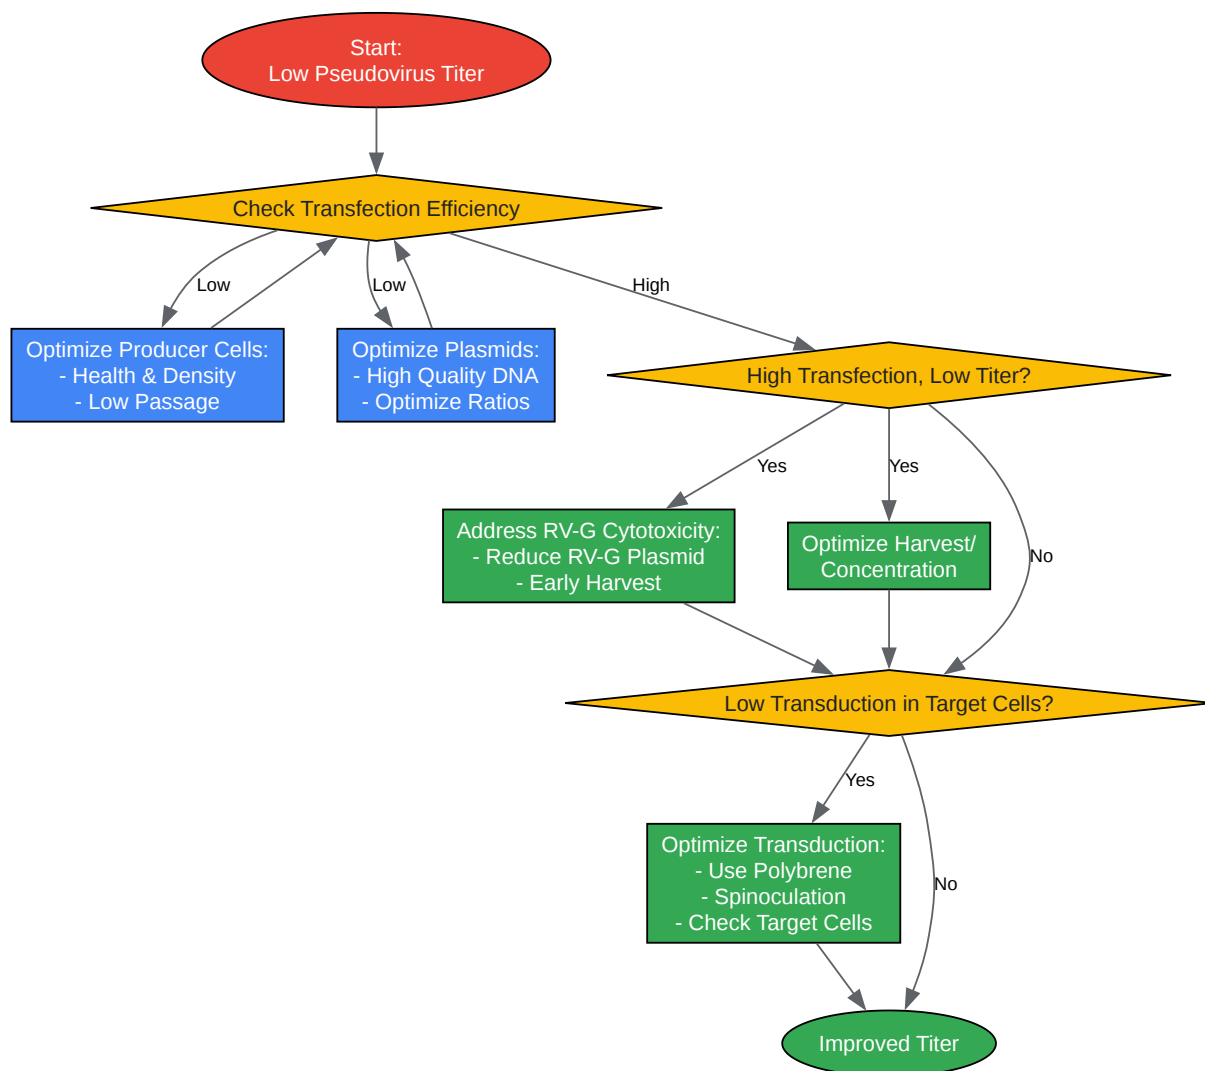 Start:
Low Pseudovirus Titer
Check Transfection Efficiency
Low
Low
High
Optimize Producer Cells:
- Health & Density
- Low Passage
Optimize Plasmids:
- High Quality DNA
- Optimize Ratios
High Transfection, Low Titer?
Yes
Yes
No
Address RV-G Cytotoxicity:
- Reduce RV-G Plasmid
- Early Harvest
Optimize Harvest/
Concentration
Low Transduction in Target Cells?
Yes
No
Optimize Transduction:
- Use Polybrene
- Spinoculation
- Check Target Cells
Improved Titer